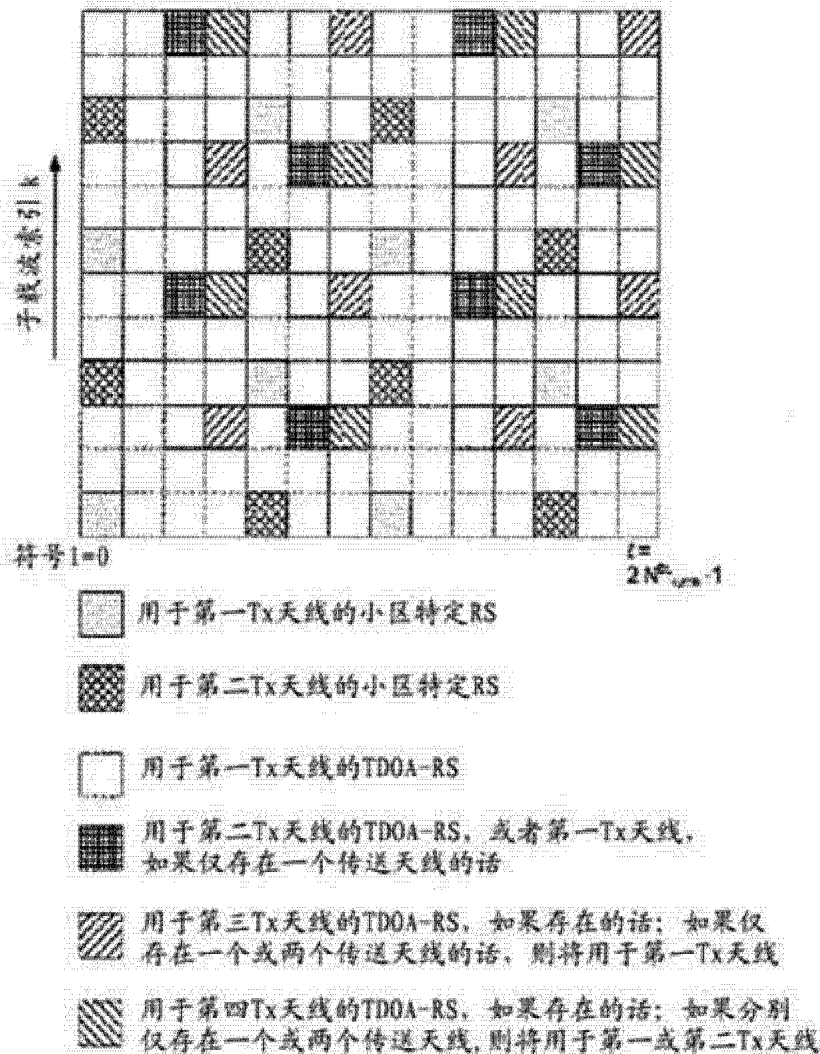 子载波索引 k
符号l=0
l=
2N -1
用于第一Tx天线的小区特定RS
用于第二Tx天线的小区特定RS
用于第一Tx天线的TDOA-RS
用于第二Tx天线的TDOA-RS，或者第一Tx天线，
如果仅存在一个传送天线的话
用于第三Tx天线的TDOA-RS，如果存在的话；如果仅
存在一个或两个传送天线的话，则将用于第一Tx天线
用于第四Tx天线的TDOA-RS，如果存在的话；如果分别
仅存在一个或两个传送天线,则将用于第一或第二Tx天线